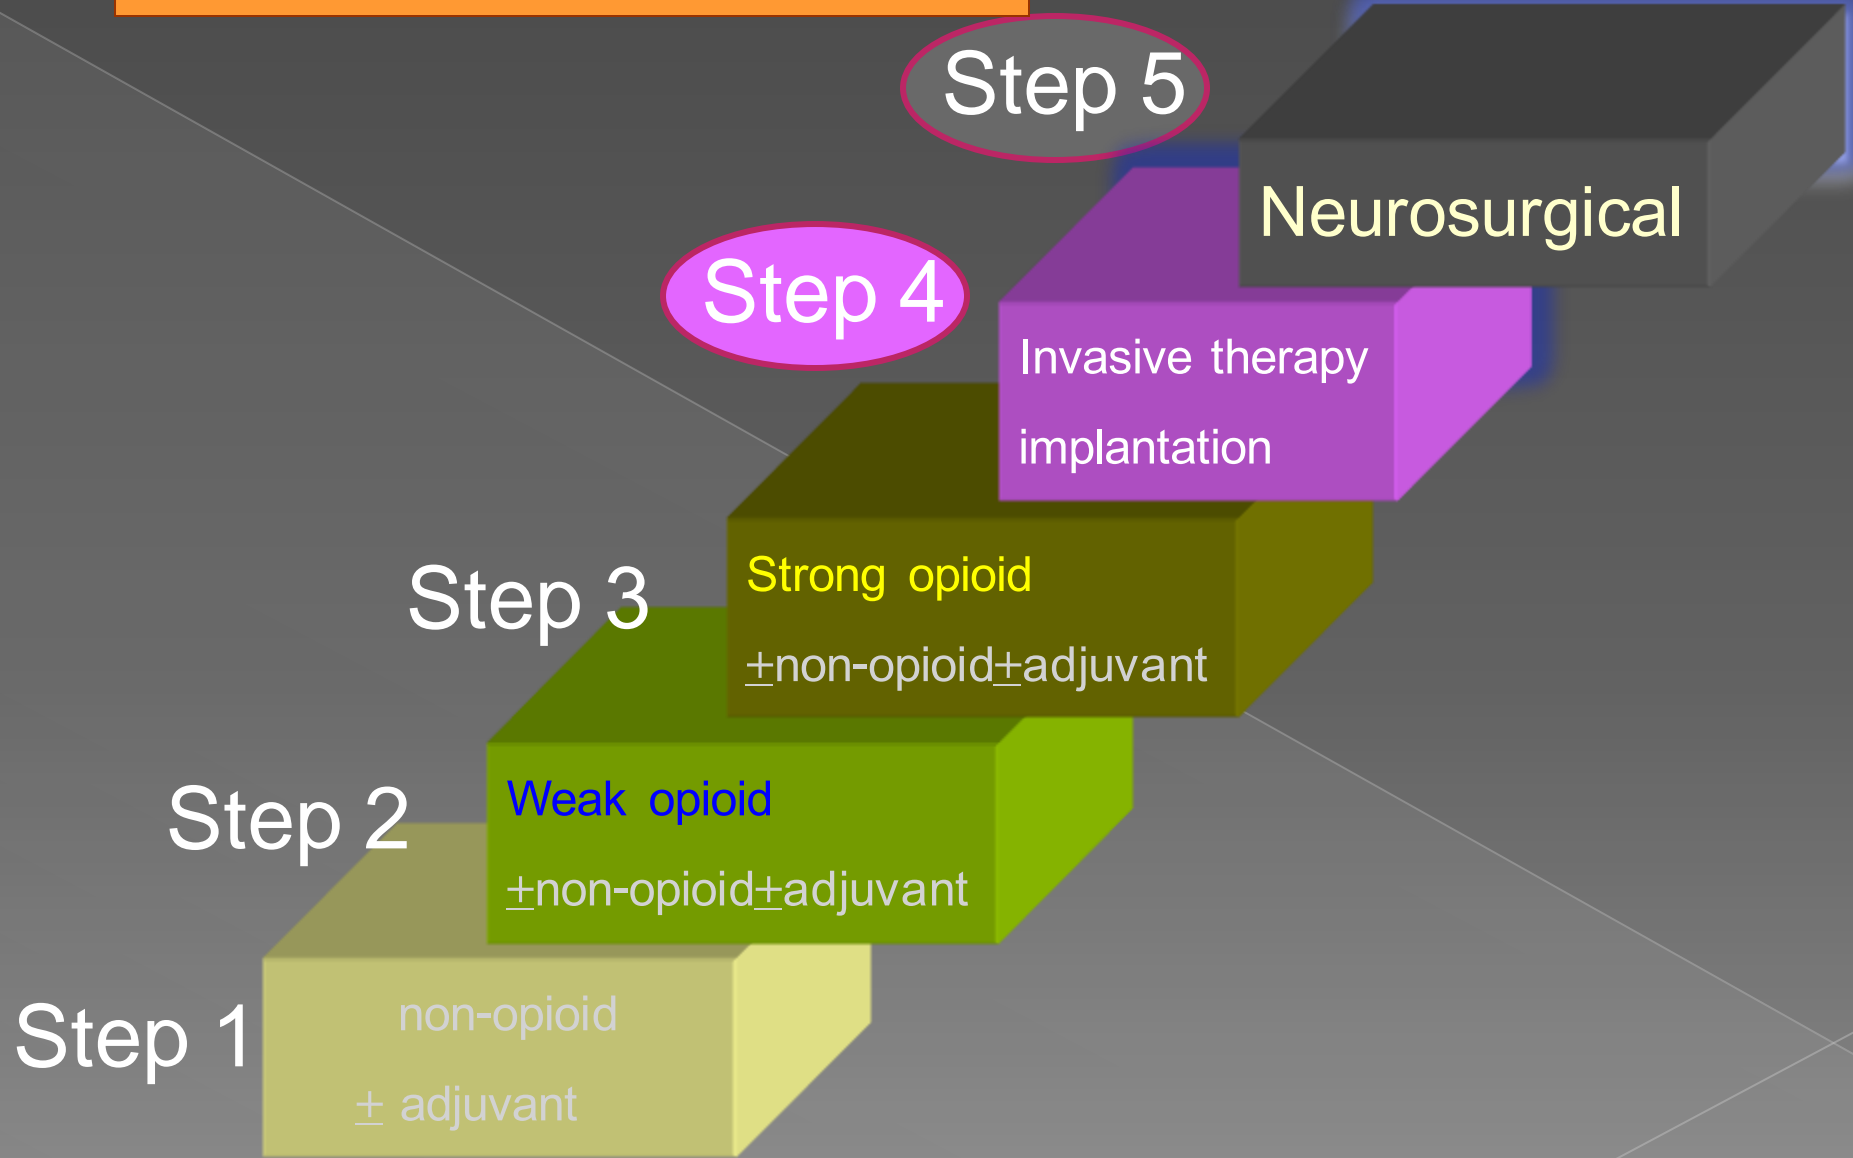 Step 5
Neurosurgical
Step 4
Invasive therapy
implantation
Step 3
Strong opioid
±non-opioid±adjuvant
Step 2
Weak opioid
±non-opioid±adjuvant
Step 1
non-opioid
± adjuvant